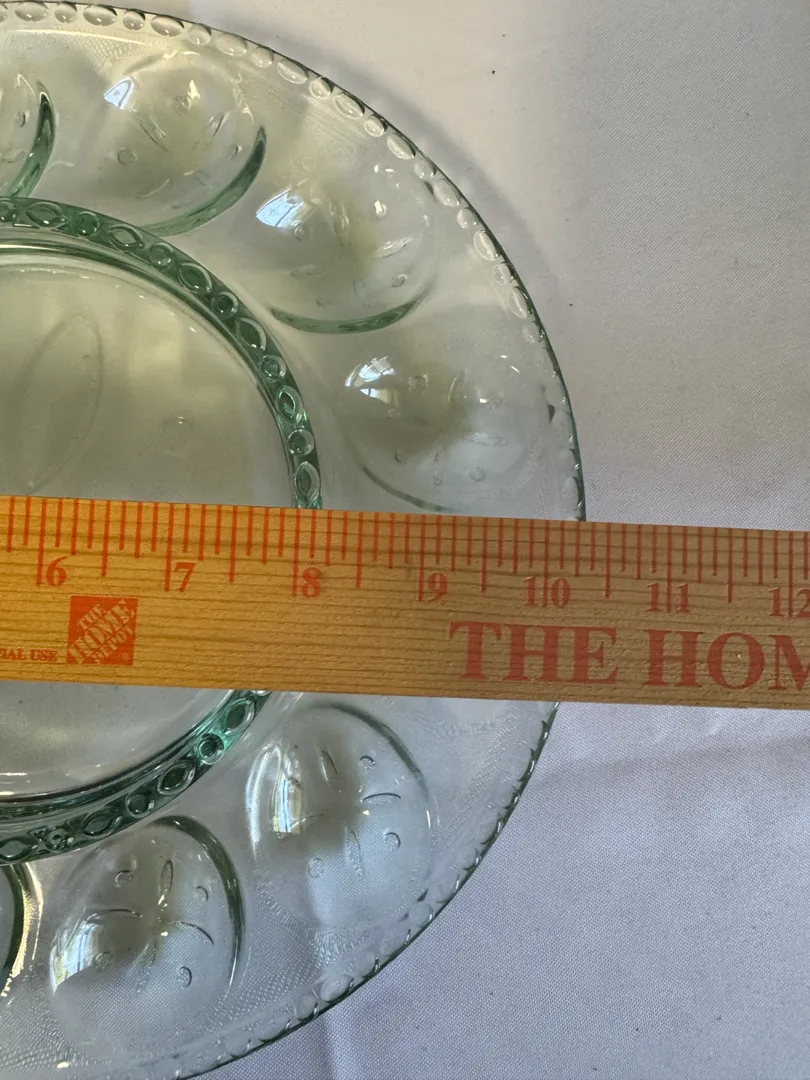 6 7 8 9 10 11 12
THE
HOME
DEPOT
IAL USE
THE HOM